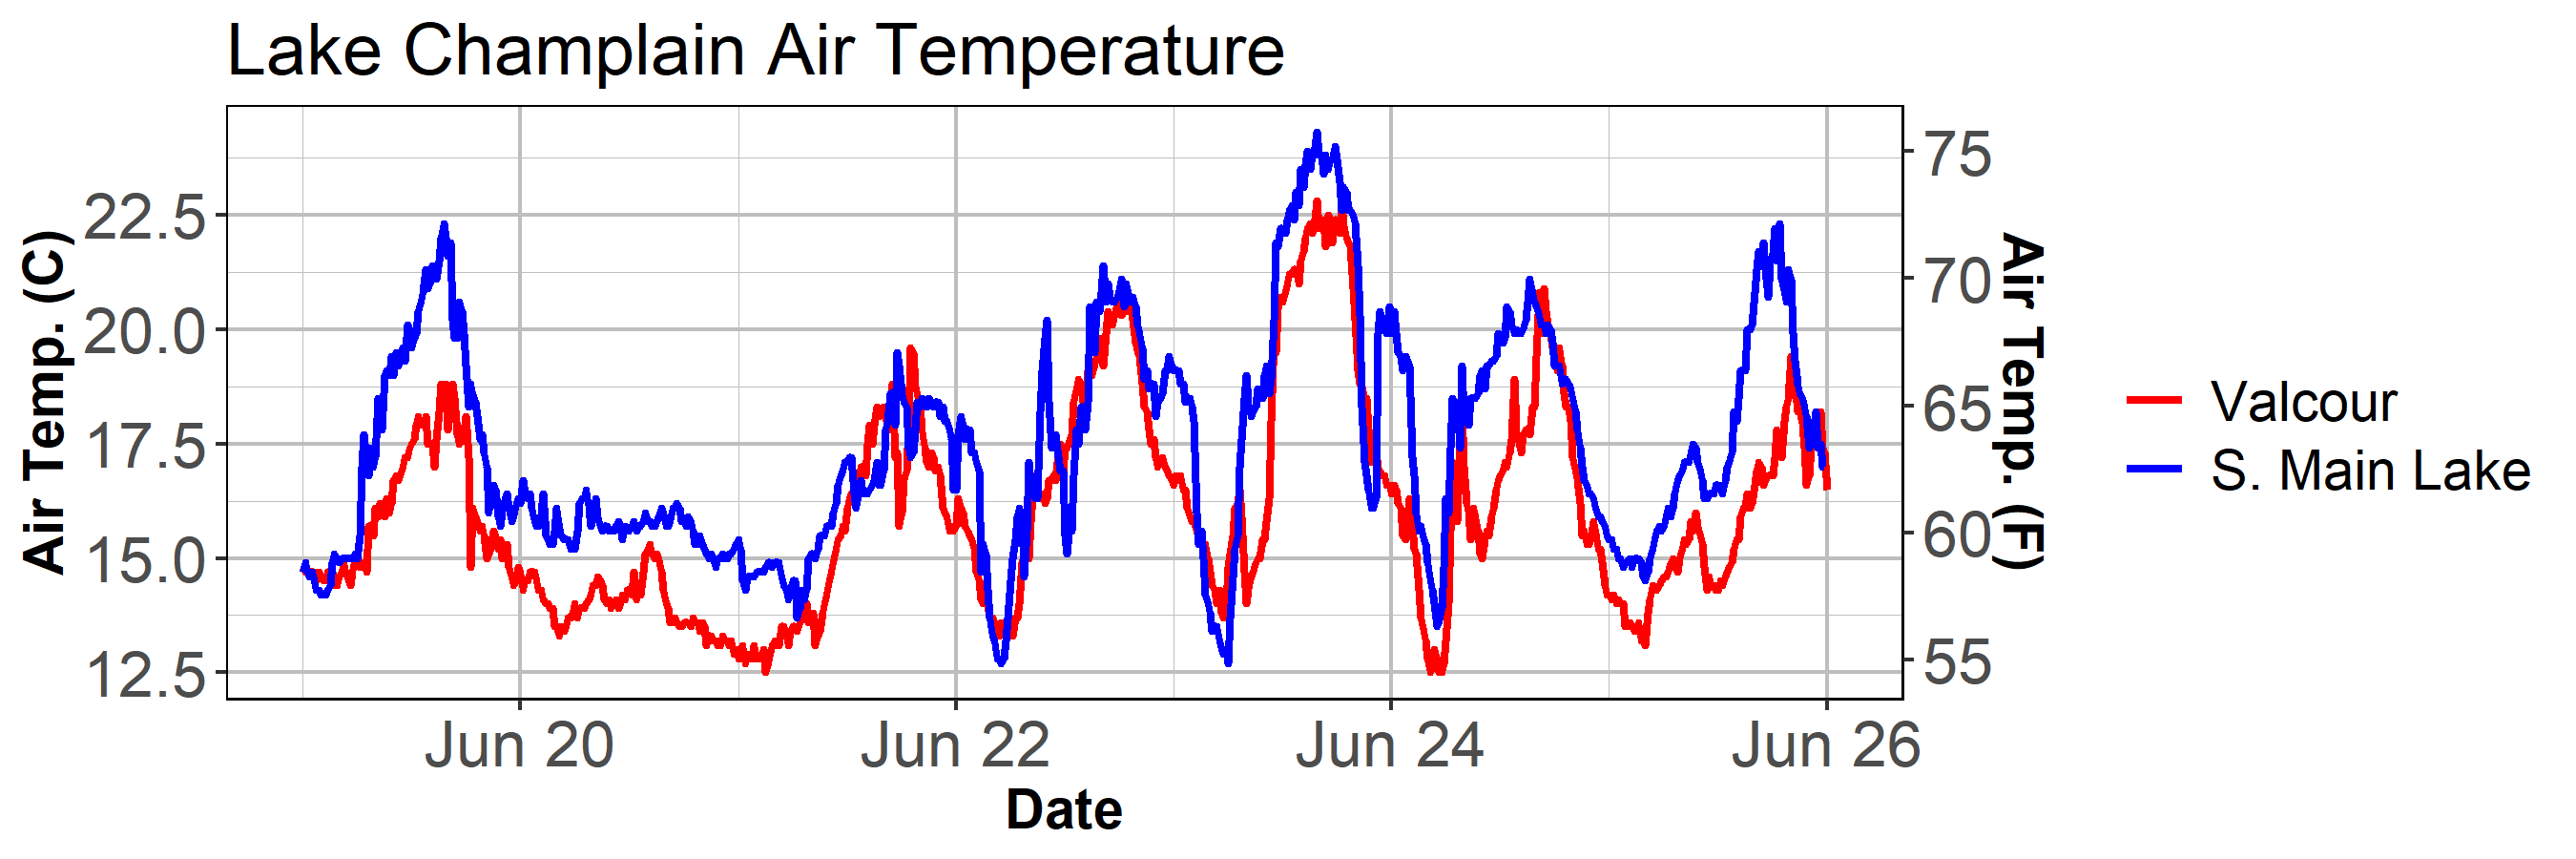 Lake Champlain Air Temperature
Air Temp. (C)
22.5
20.0
17.5
15.0
12.5
75
70
65
60
55
Air Temp. (F)
Jun 20 Jun 22 Jun 24 Jun 26
Date
Valcour
S. Main Lake